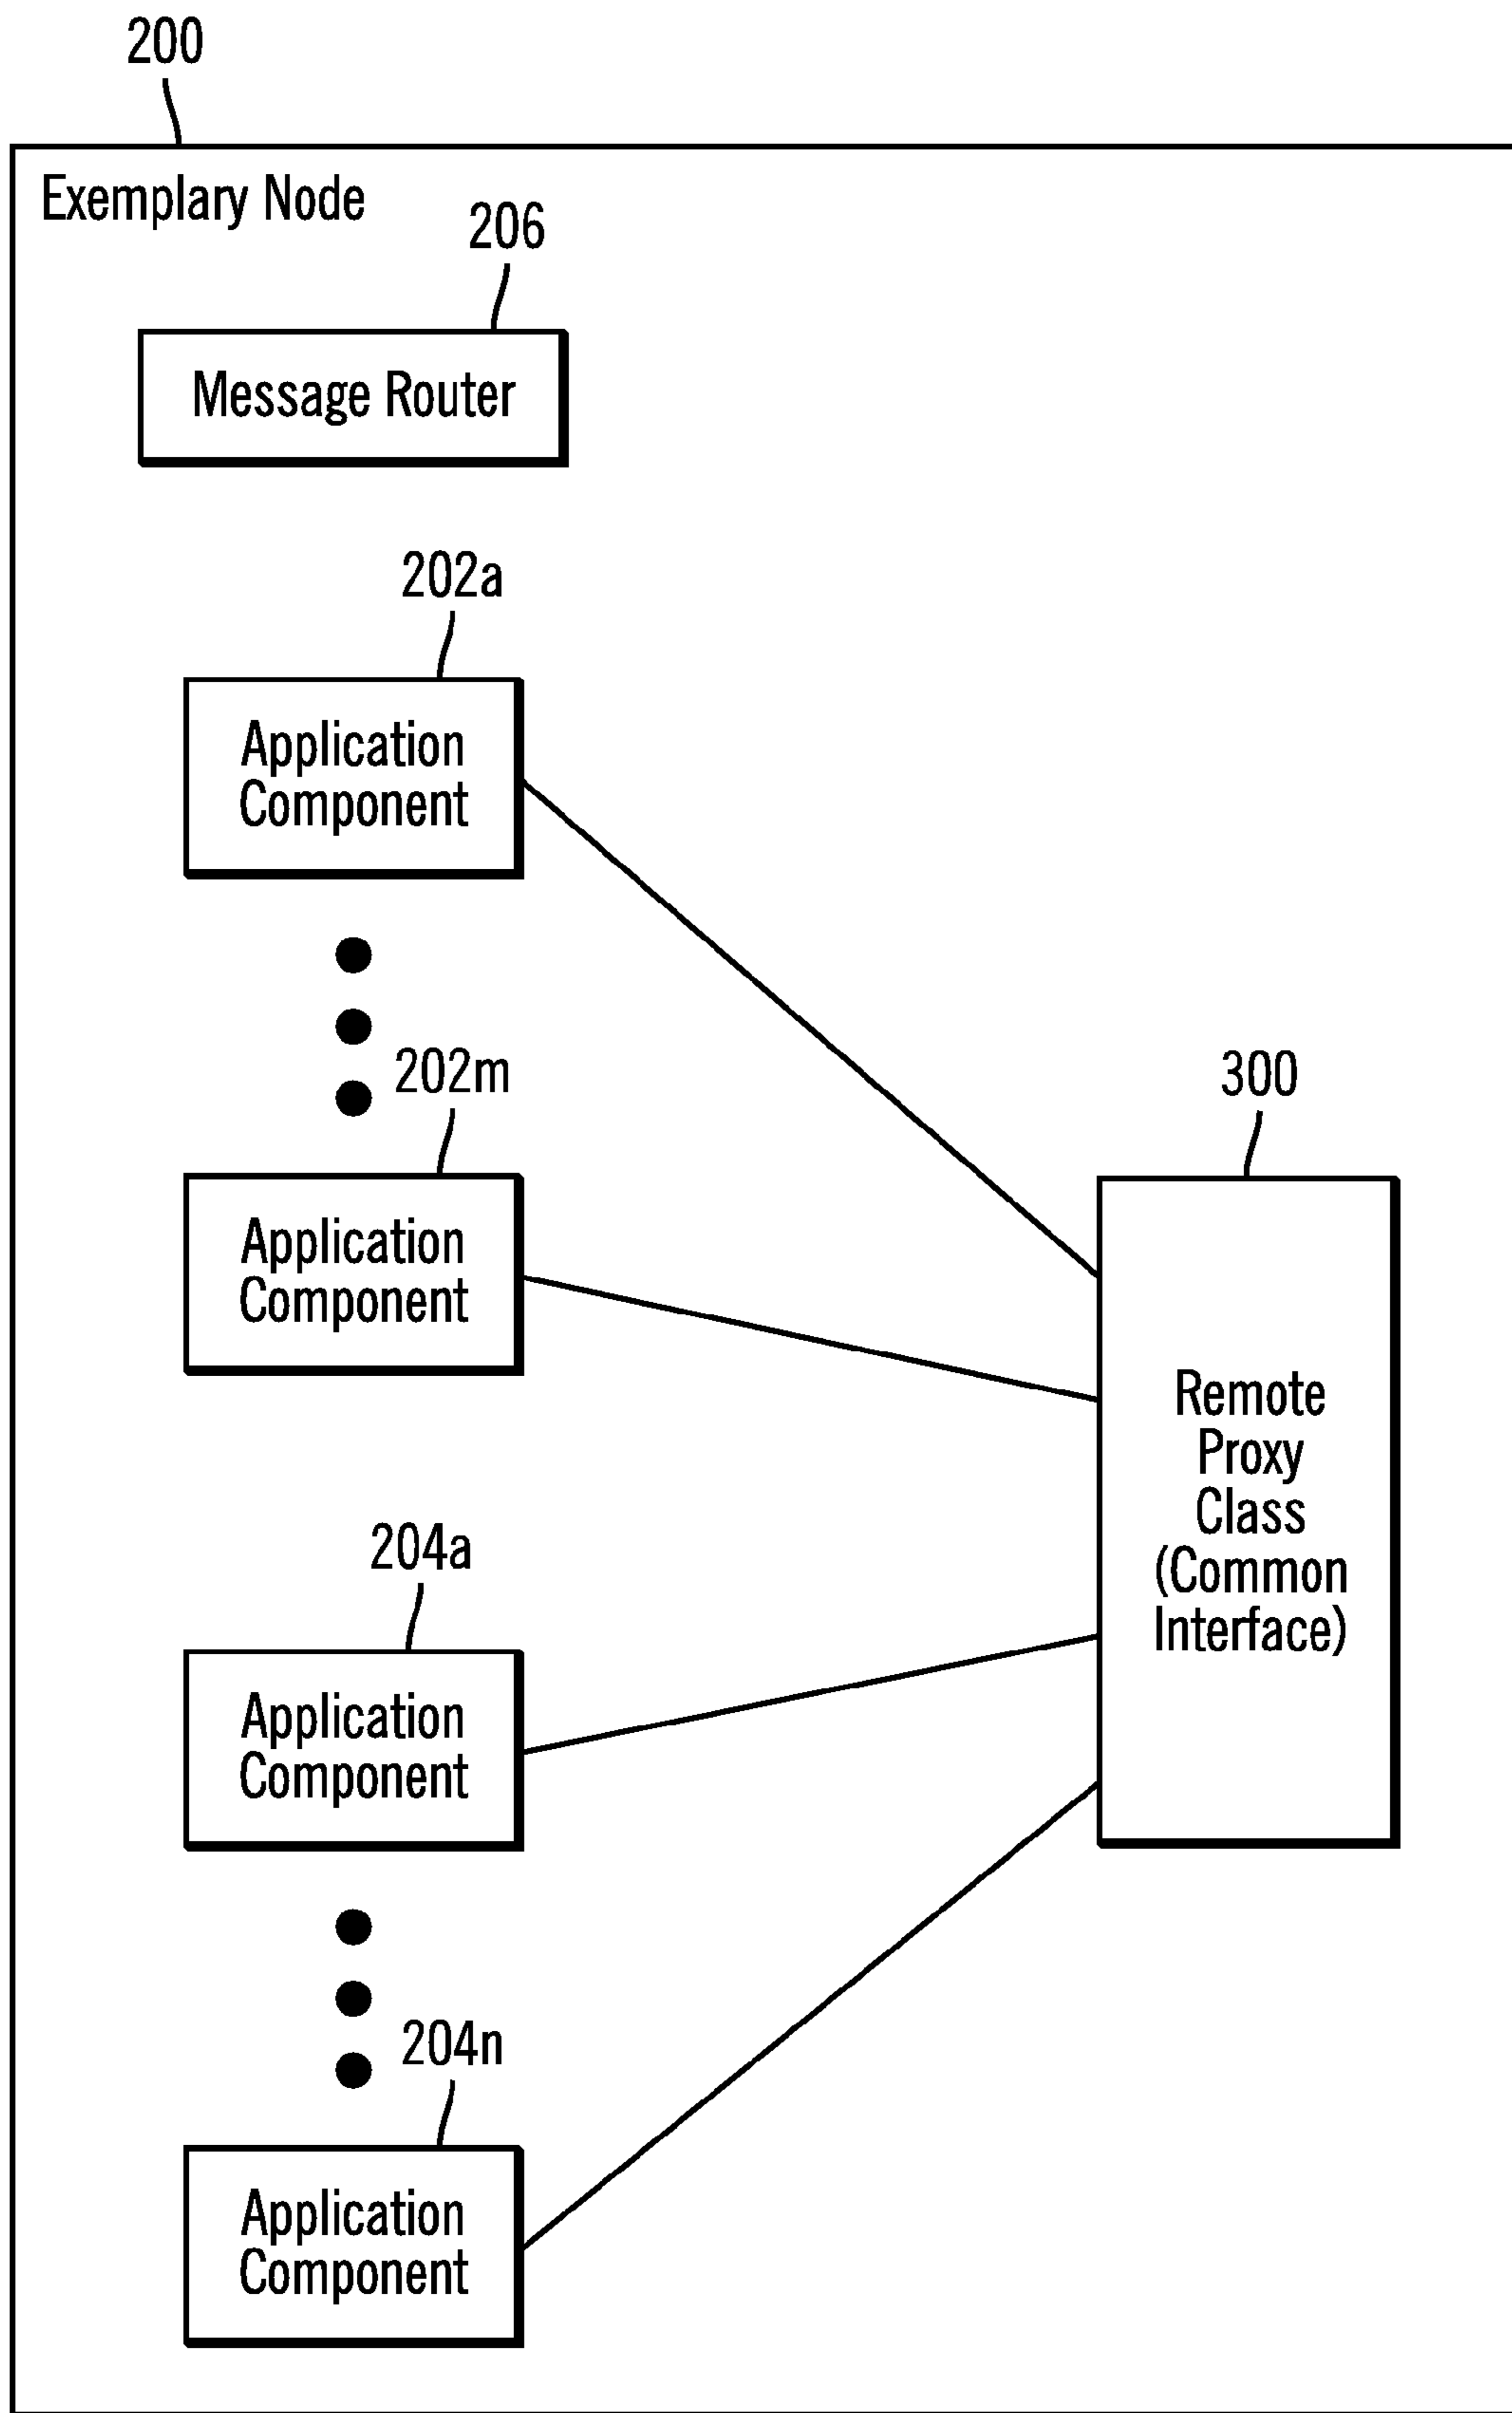 200
Exemplary Node
206
Message Router
202a
Application
Component
202m
Application
Component
300
Remote
Proxy
Class
(Common
Interface)
204a
Application
Component
204n
Application
Component